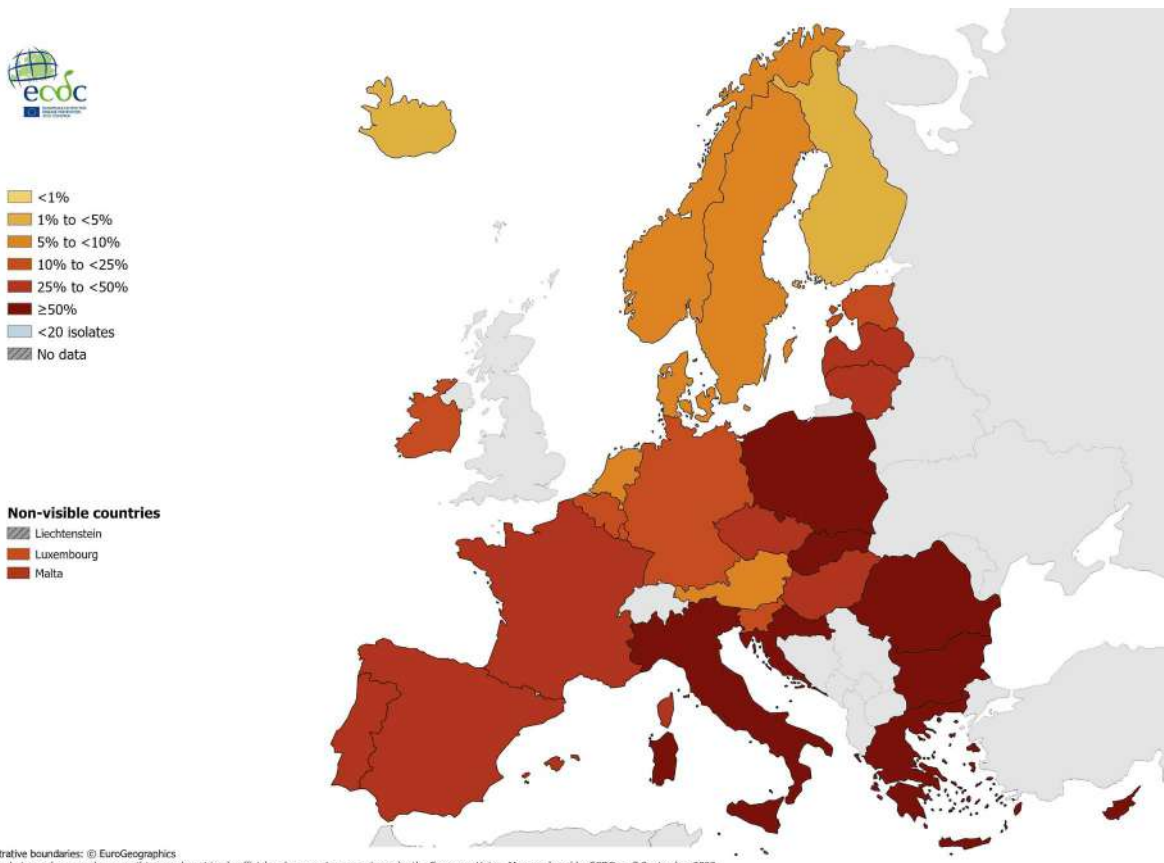 ecdc
<1%
1% to <5%
5% to <10%
10% to <25%
25% to <50%
≥50%
<20 isolates
No data
Non-visible countries
Liechtenstein
Luxembourg
Malta
trative boundaries: © EuroGeographics